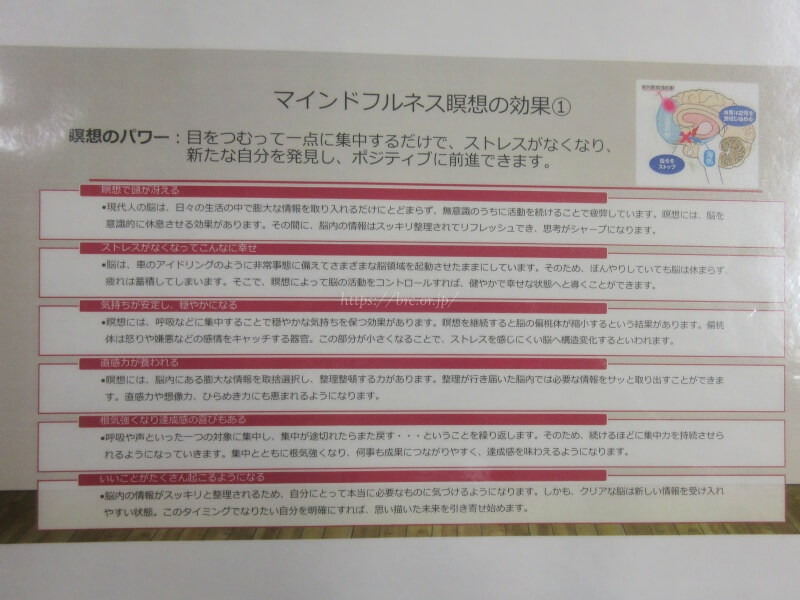 マインドフルネス瞑想の効果①
瞑想のパワー：目をつむって一点に集中するだけで、ストレスがなくなり、
新たな自分を発見し、ポジティブに前進できます。
瞑想で頭が冴える
•現代人の脳は、日々の生活の中で膨大な情報を取り入れるだけにとどまらず、無意識のうちに活動を続けることで疲弊しています。瞑想には、脳を
意識的に休息させる効果があります。その間に、脳内の情報はスッキリ整理されてリフレッシュでき、思考がシャープになります。
ストレスがなくなってこんなに幸せ
•脳は、車のアイドリングのように非常事態に備えてさまざまな脳領域を起動させたままにしています。そのため、ぼんやりしていても脳は休まらず、
疲れは蓄積してしまいます。そこで、瞑想によって脳の活動をコントロールすれば、健やかで幸せな状態へと導くことができます。
https://brc.or.jp/
気持ちが安定し、穏やかになる
•瞑想には、呼吸などに集中することで穏やかな気持ちを保つ効果があります。瞑想を継続すると脳の偏桃体が縮小するという結果があります。偏桃
体は怒りや嫌悪などの感情をキャッチする器官。この部分が小さくなることで、ストレスを感じにくい脳へ構造変化するといわれます。
直感力が養われる
•瞑想には、脳内にある膨大な情報を取捨選択し、整理整頓する力があります。整理が行き届いた脳内では必要な情報をサッと取り出すことができま
す。直感力や想像力、ひらめき力にも恵まれるようになります。
根気強くなり達成感の喜びもある
•呼吸や声といった一つの対象に集中し、集中が途切れたらまた戻す・・・ということを繰り返します。そのため、続けるほどに集中力を持続させら
れるようになっていきます。集中とともに根気強くなり、何事も成果につながりやすく、達成感を味わえるようになります。
いいことがたくさん起こるようになる
•脳内の情報がスッキリと整理されるため、自分にとって本当に必要なものに気づけるようになります。しかも、クリアな脳は新しい情報を受け入れ
やすい状態。このタイミングでなりたい自分を明確にすれば、思い描いた未来を引き寄せ始めます。